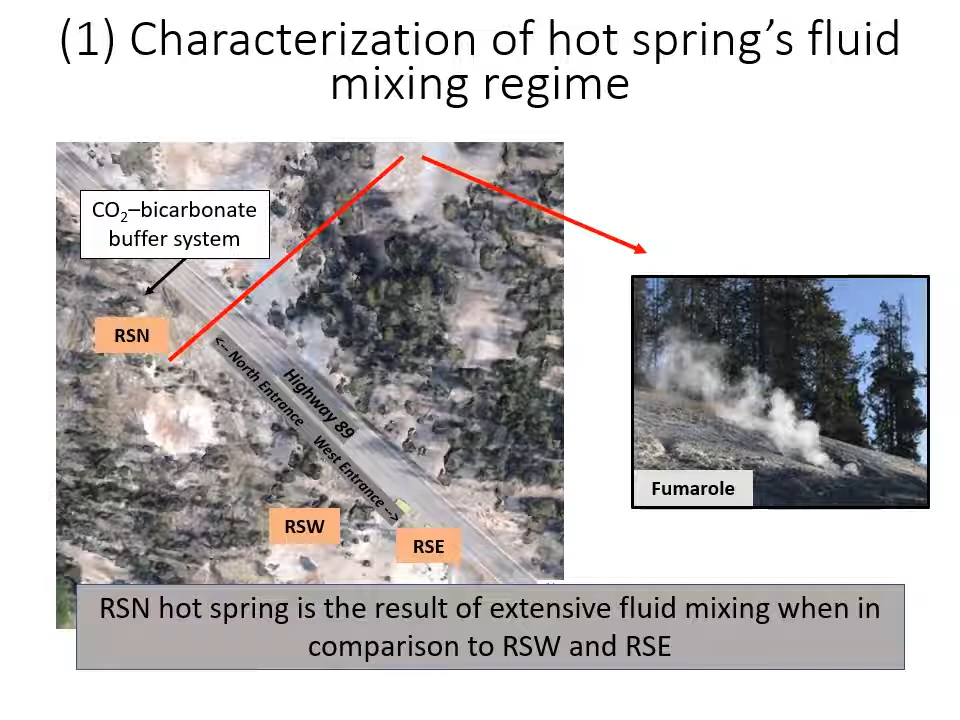 (1) Characterization of hot spring’s fluid
mixing regime
CO₂–bicarbonate
buffer system
RSN
<-- North Entrance
Highway 89
West Entrance -->
RSW
RSE
Fumarole
RSN hot spring is the result of extensive fluid mixing when in
comparison to RSW and RSE